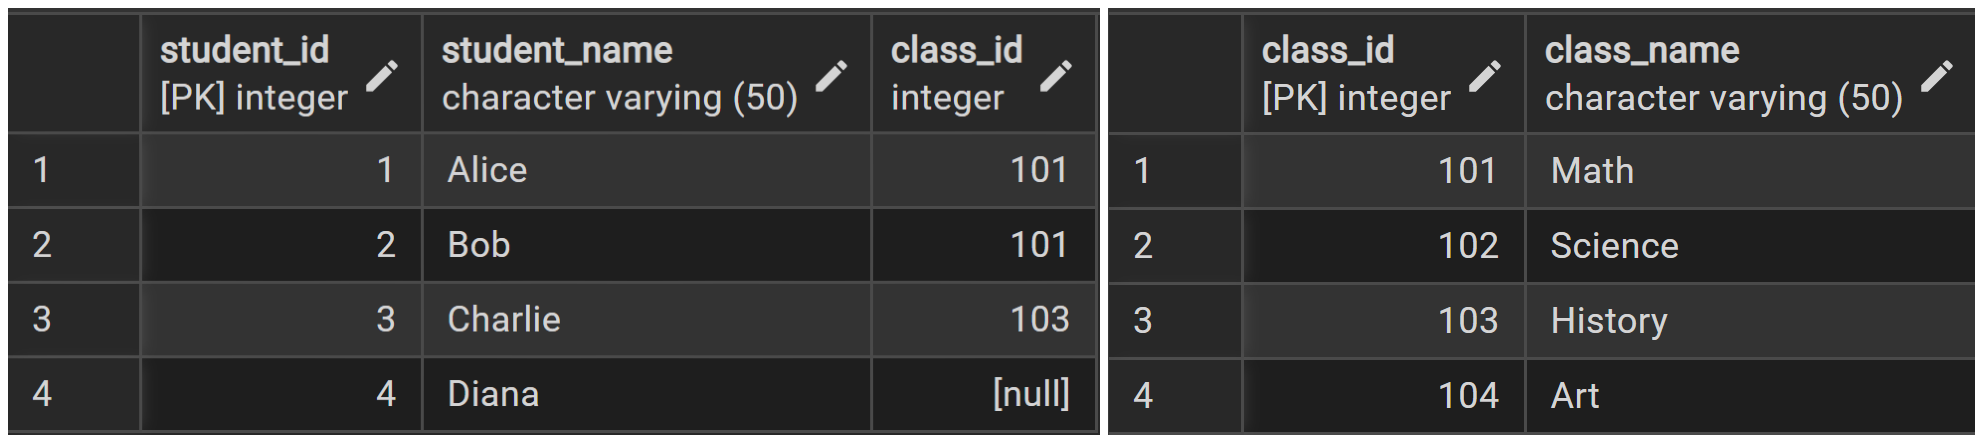 student_id student_name class_id
[PK] integer character varying (50) integer
1 1 Alice 101
2 2 Bob 101
3 3 Charlie 103
4 4 Diana [null]
class_id class_name
[PK] integer character varying (50)
1 101 Math
2 102 Science
3 103 History
4 104 Art